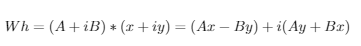 Wh = (A + iB) ∗ (x + iy) = (Ax − By) + i(Ay + Bx)